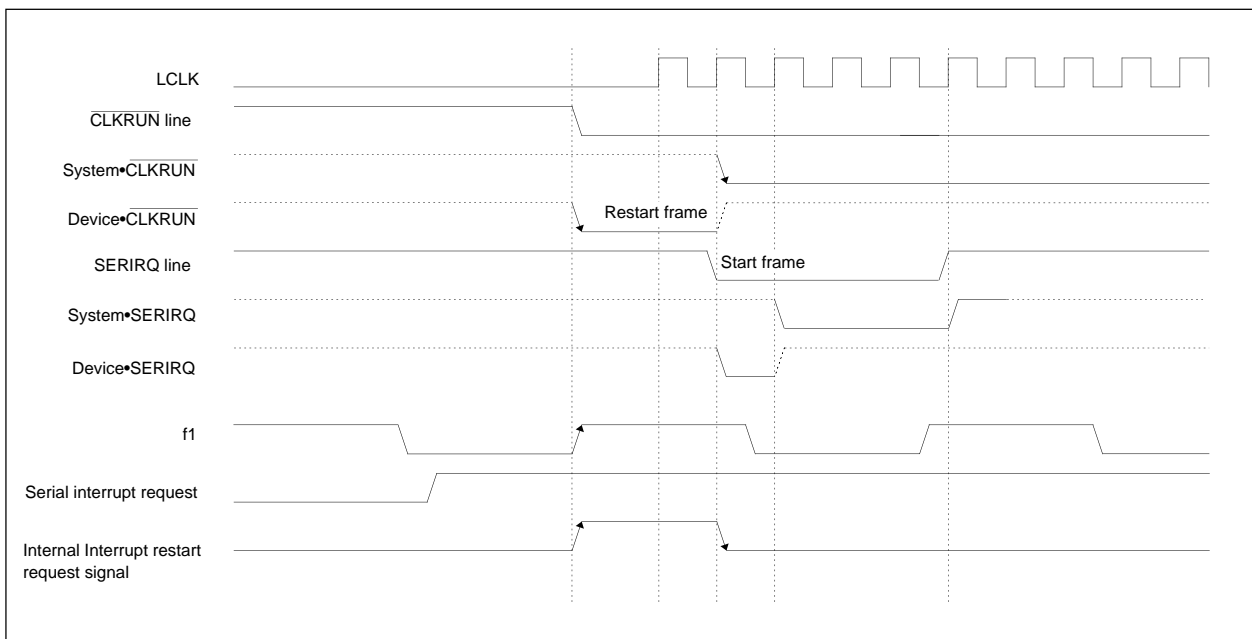 LCLK
CLKRUN line
System•CLKRUN
Device•CLKRUN
Restart frame
SERIRQ line
Start frame
System•SERIRQ
Device•SERIRQ
f1
Serial interrupt request
Internal Interrupt restart
request signal